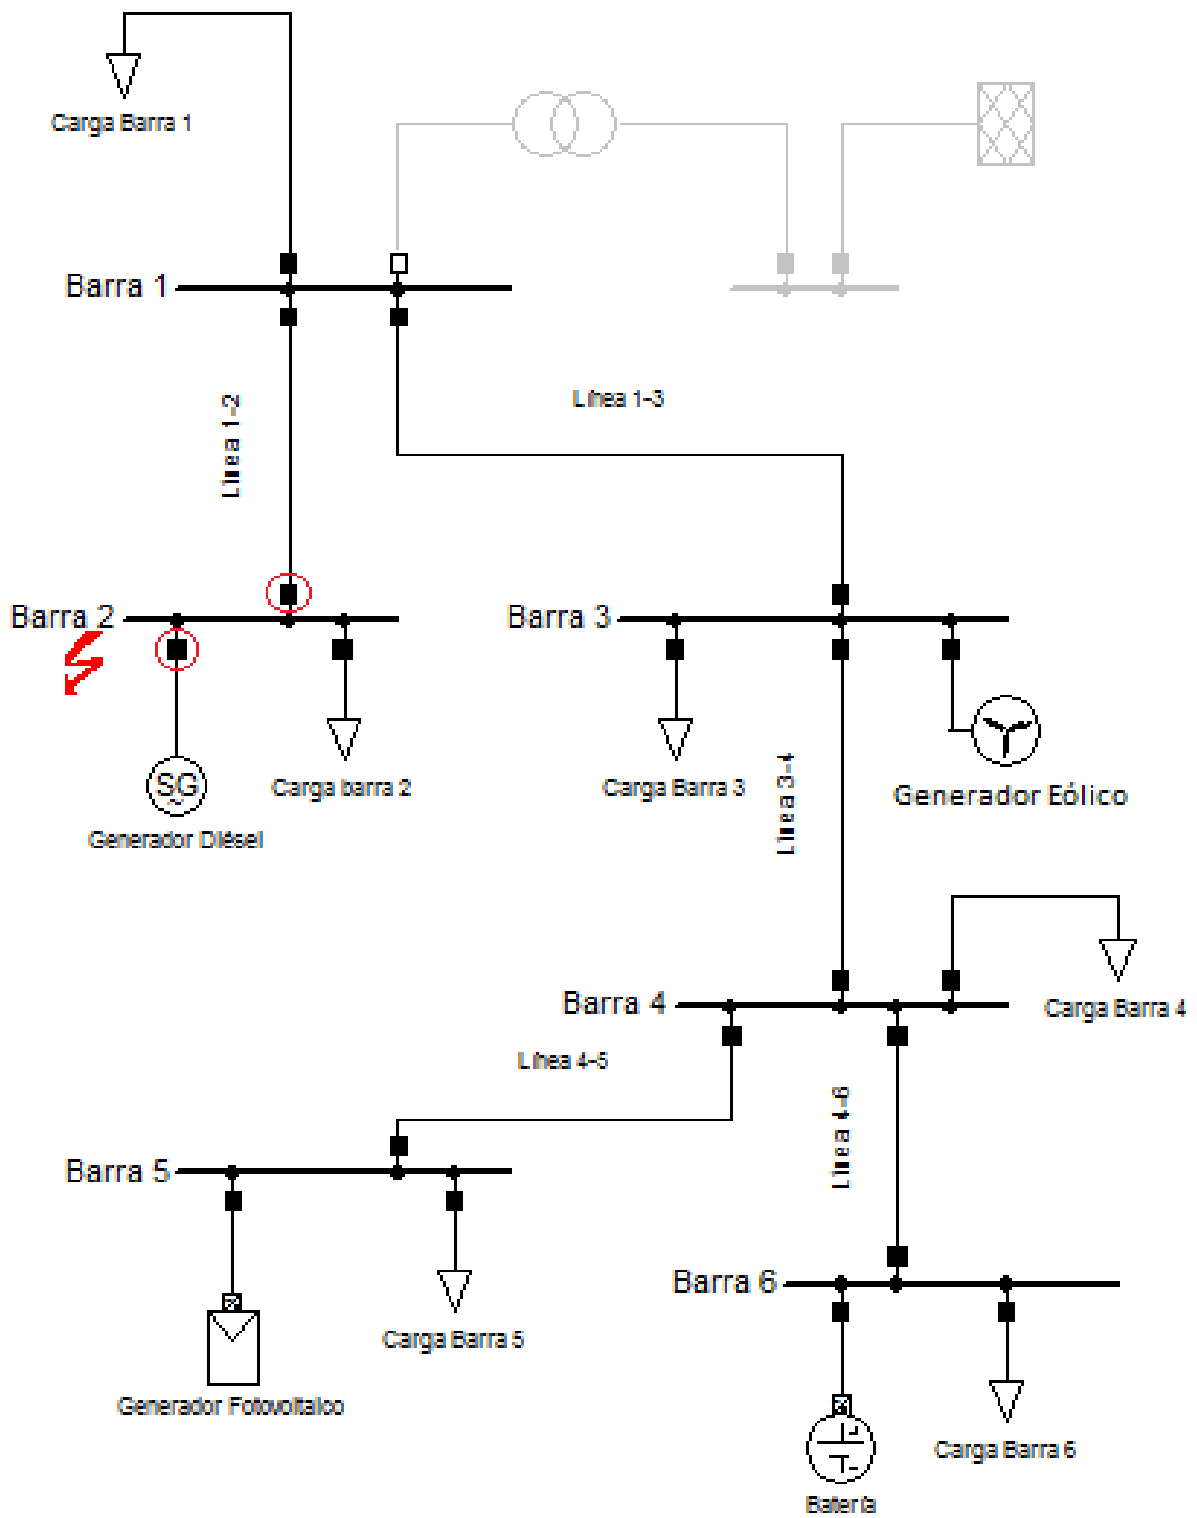 Carga Barra 1
Barra 1
Línea 1-2
Línea 1-3
Barra 2
Barra 3
SG
~
Carga barra 2
Carga Barra 3
Generador Eólico
Generador Diésel
Línea 3-4
Barra 4
Carga Barra 4
Línea 4-5
Línea 4-6
Barra 5
Barra 6
Carga Barra 5
Generador Fotovoltaico
Carga Barra 6
Batería